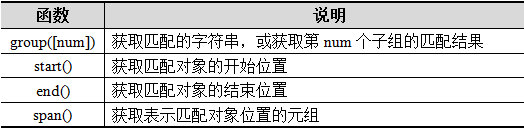 函数 说明
group([num]) 获取匹配的字符串，或获取第 num 个子组的匹配结果
start() 获取匹配对象的开始位置
end() 获取匹配对象的结束位置
span() 获取表示匹配对象位置的元组